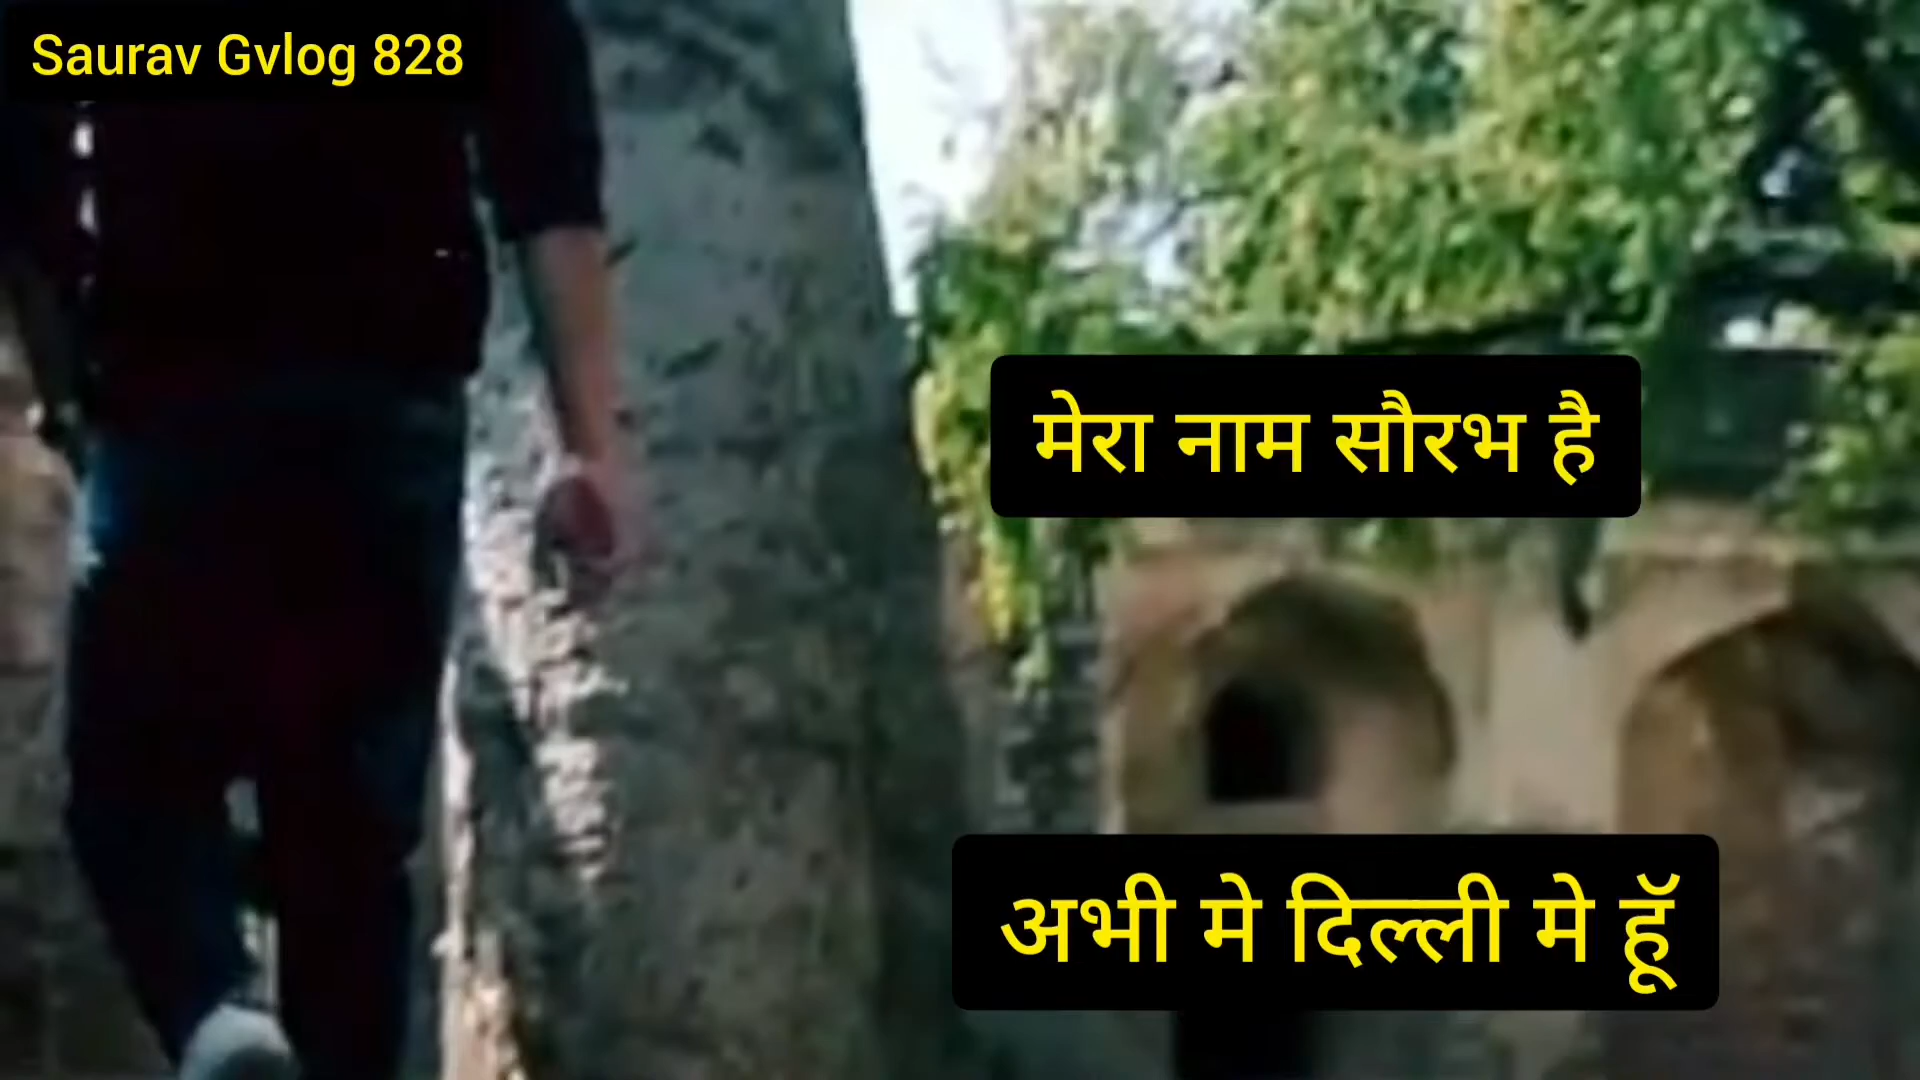 Saurav Gvlog 828
मेरा नाम सौरभ है
अभी मे दिल्ली मे हूॅ